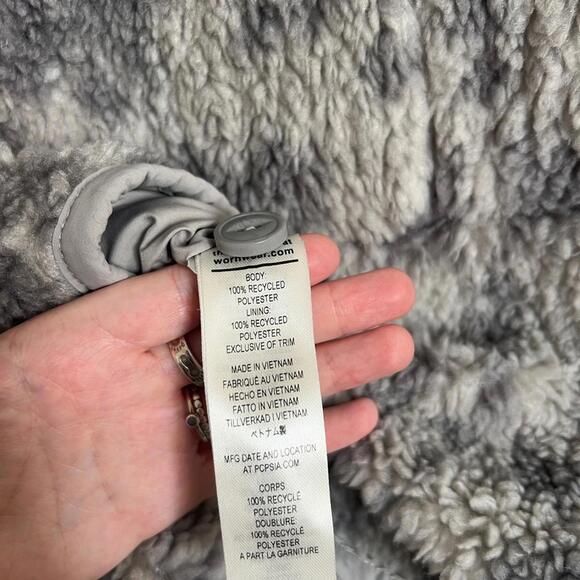 at
wornwear.com
BODY:
100% RECYCLED
POLYESTER
LINING:
100% RECYCLED
POLYESTER
EXCLUSIVE OF TRIM
MADE IN VIETNAM
FABRIQUÉ AU VIETNAM
HECHO EN VIETNAM
FATTO IN VIETNAM
TILLVERKAD I VIETNAM
ベトナム製
MFG DATE AND LOCATION
AT PCPSIA.COM
CORPS:
100% RECYCLÉ
POLYESTER
DOUBLURE:
100% RECYCLÉ
POLYESTER
A PART LA GARNITURE